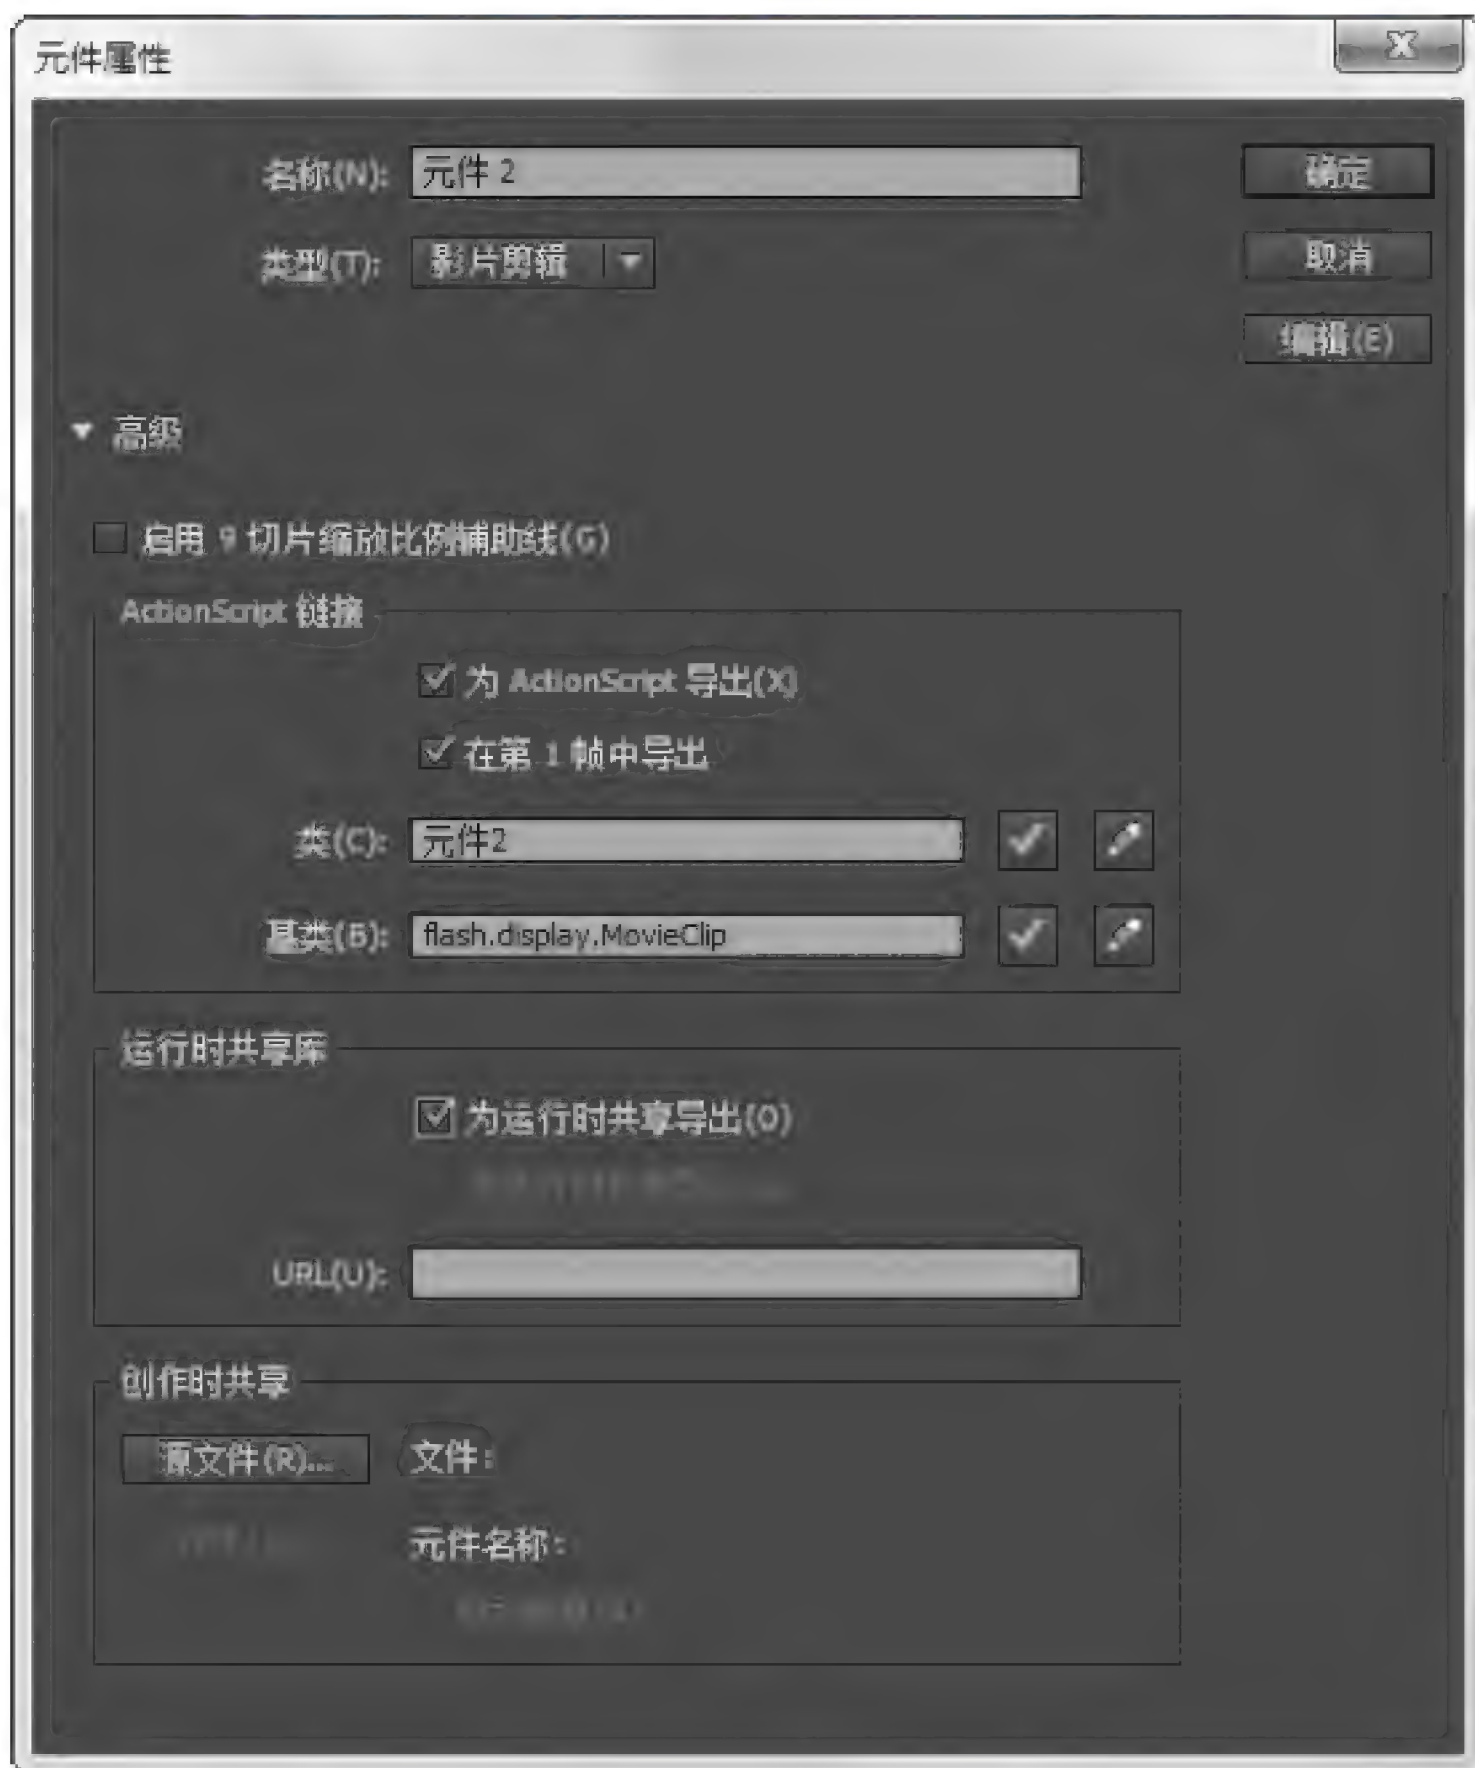 元件属性
名称(N): 元件 2 确定
类型(T): 影片剪辑 取消
编辑(E)
高级
启用 9 切片缩放比例辅助线(G)
ActionScript 链接
为 ActionScript 导出(X)
在第 1 帧中导出
类(C): 元件2
基类(B): flash.display.MovieClip
运行时共享库
为运行时共享导出(O)
URL(U):
创作时共享
源文件(R)... 文件:
元件名称: